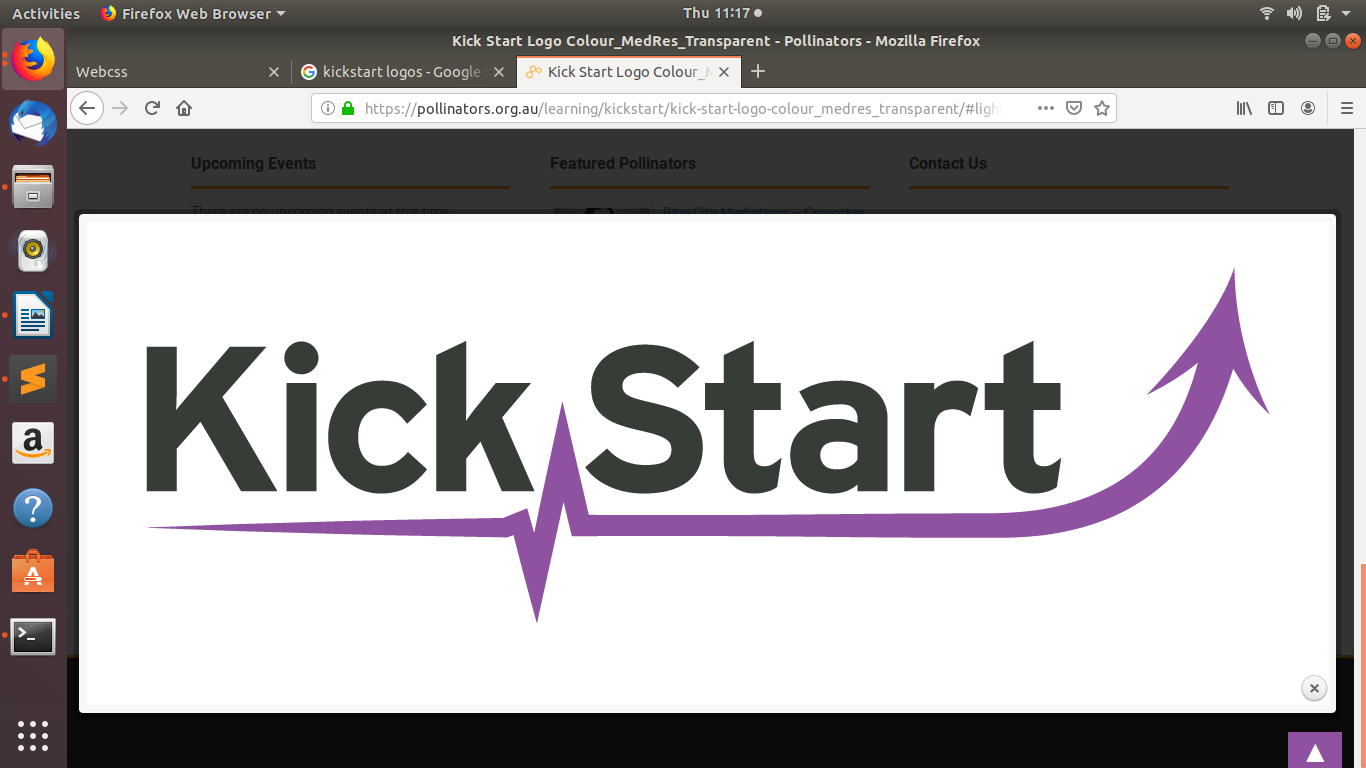 Activities
Firefox Web Browser
Thu 11:17
Kick Start Logo Colour_MedRes_Transparent - Pollinators - Mozilla Firefox
Webcss
kickstart logos - Google
Kick Start Logo Colour_
https://pollinators.org.au/learning/kickstart/kick-start-logo-colour_medres_transparent/#ligh
Upcoming Events
Featured Pollinators
Contact Us
There are no upcoming events at this time
Blue City Mediations – Coworker
Kick Start